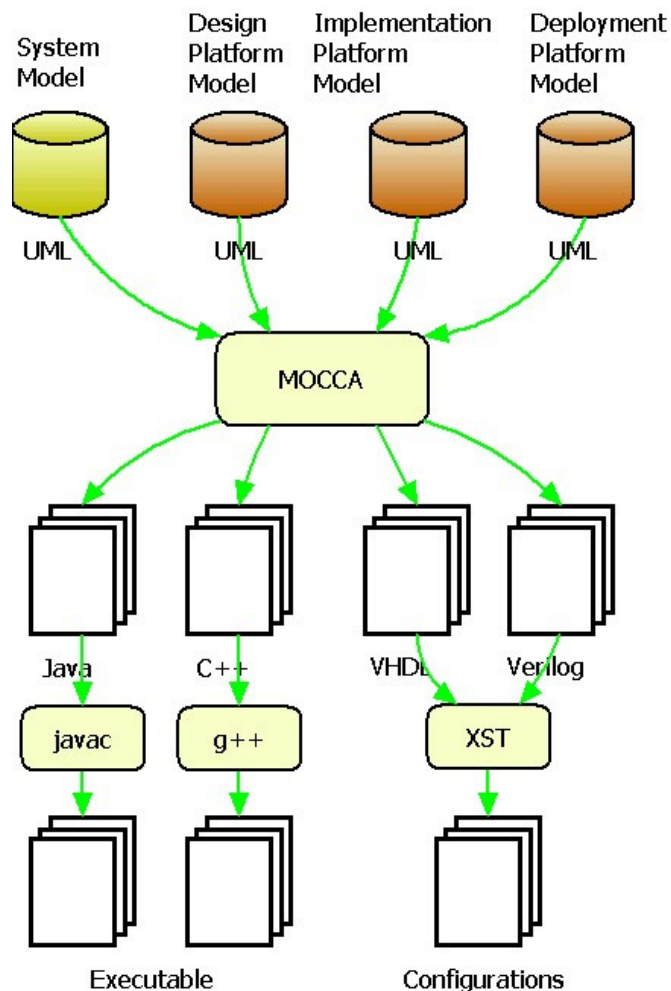 System
Model
Design
Platform
Model
Implementation
Platform
Model
Deployment
Platform
Model
UML
UML
UML
UML
MOCCA
Java
C++
VHDL
Verilog
javac
g++
XST
Executable
Configurations